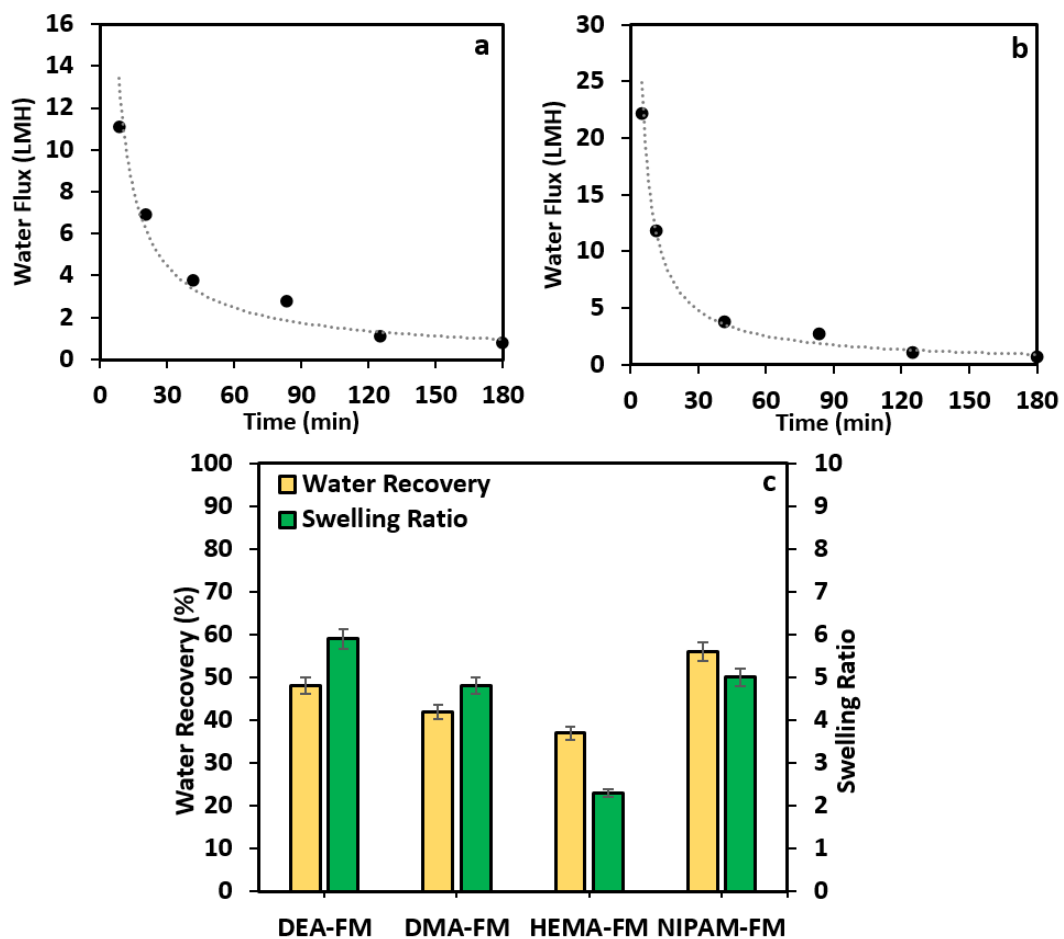 a
16
14
12
10
8
6
4
2
0
Water Flux (LMH)
0 30 60 90 120 150 180
Time (min)
b
30
25
20
15
10
5
0
Water Flux (LMH)
0 30 60 90 120 150 180
Time (min)
c
Water Recovery
Swelling Ratio
100
90
80
70
60
50
40
30
20
10
0
Water Recovery (%)
10
9
8
7
6
5
4
3
2
1
0
Swelling Ratio
DEA-FM DMA-FM HEMA-FM NIPAM-FM